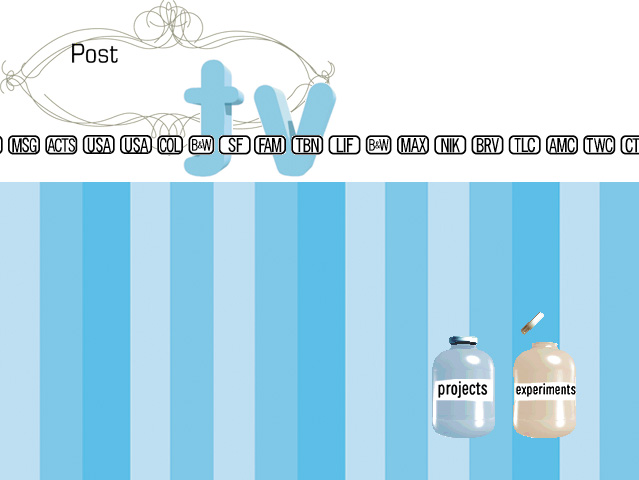 Post
tv
MSG ACTS USA USA COL B&W SF FAM TBN LIF B&W MAX NIK BRV TLC AMC TWC CT
projects
experiments